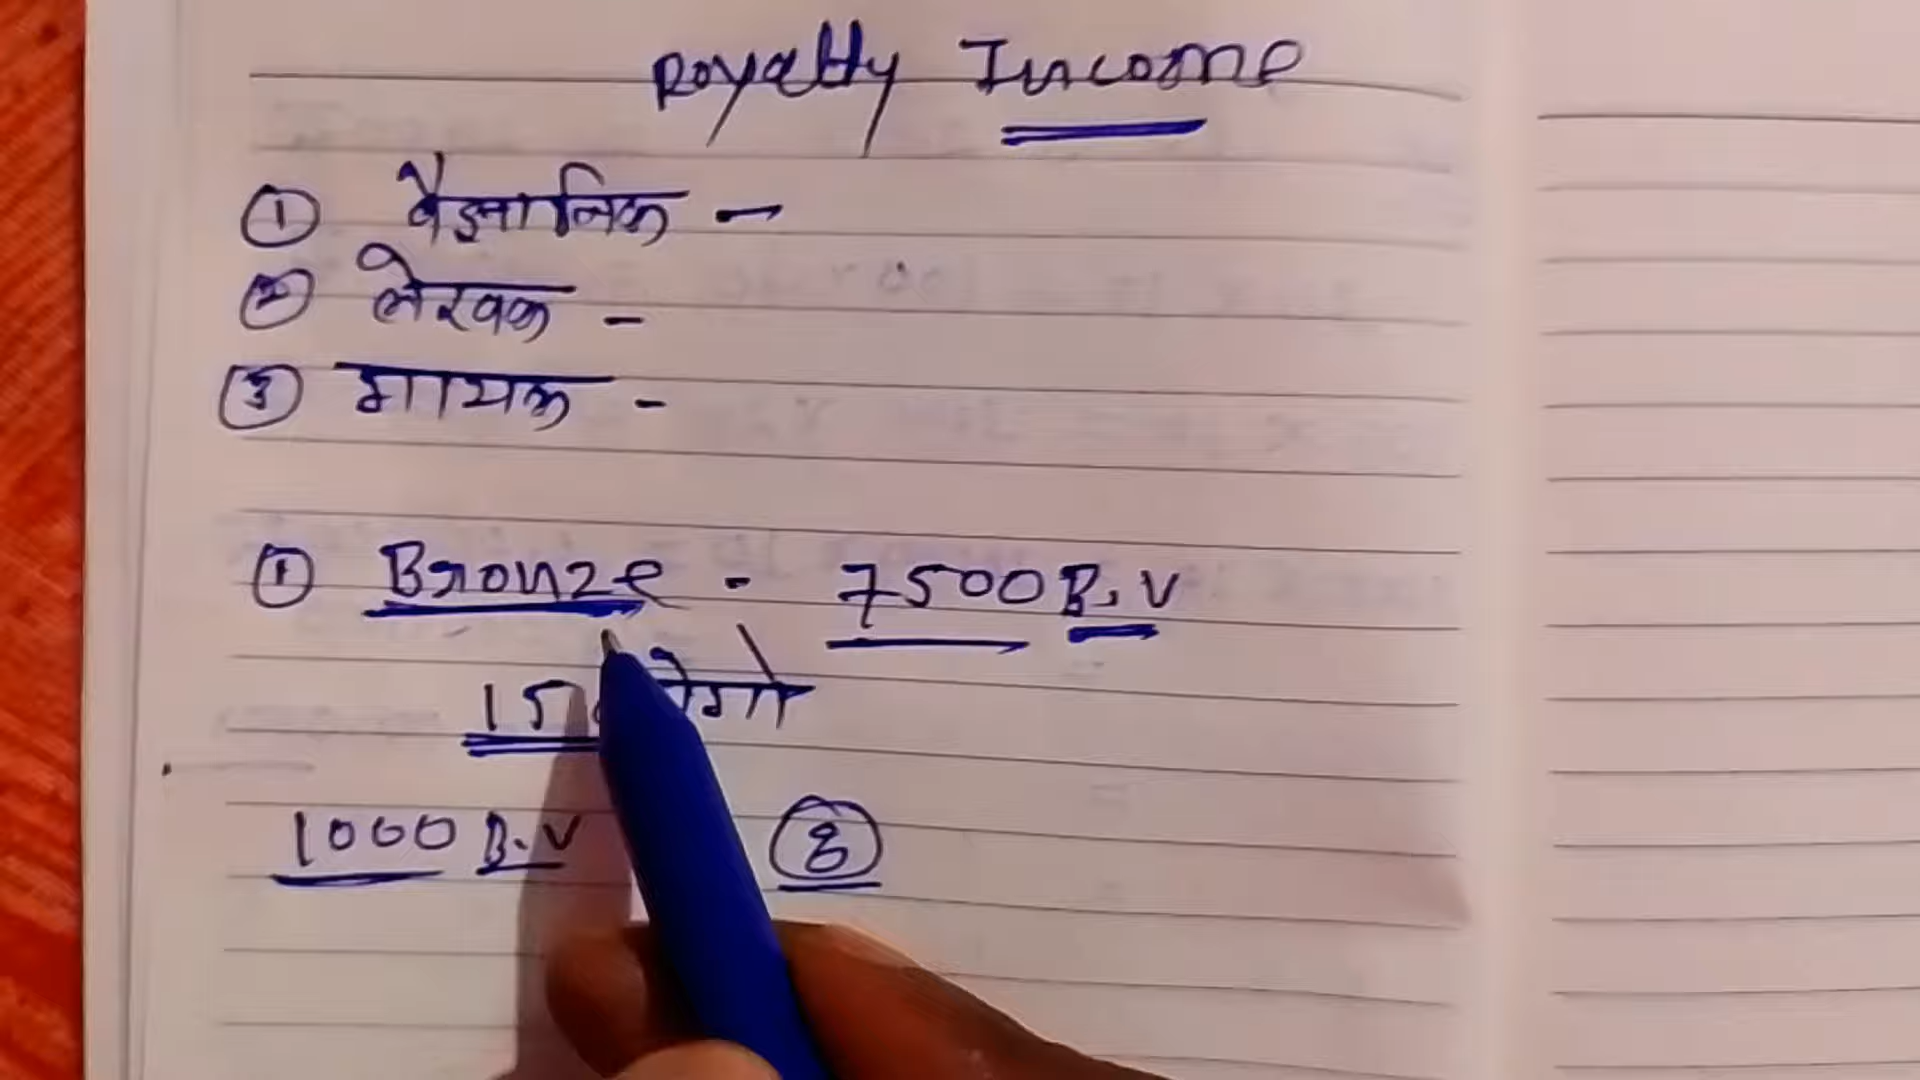 Royalty Income
① वैज्ञानिक -
② लेखक -
③ गायक -
① Bronze - 7500 B.V
15
1000 B.V 8